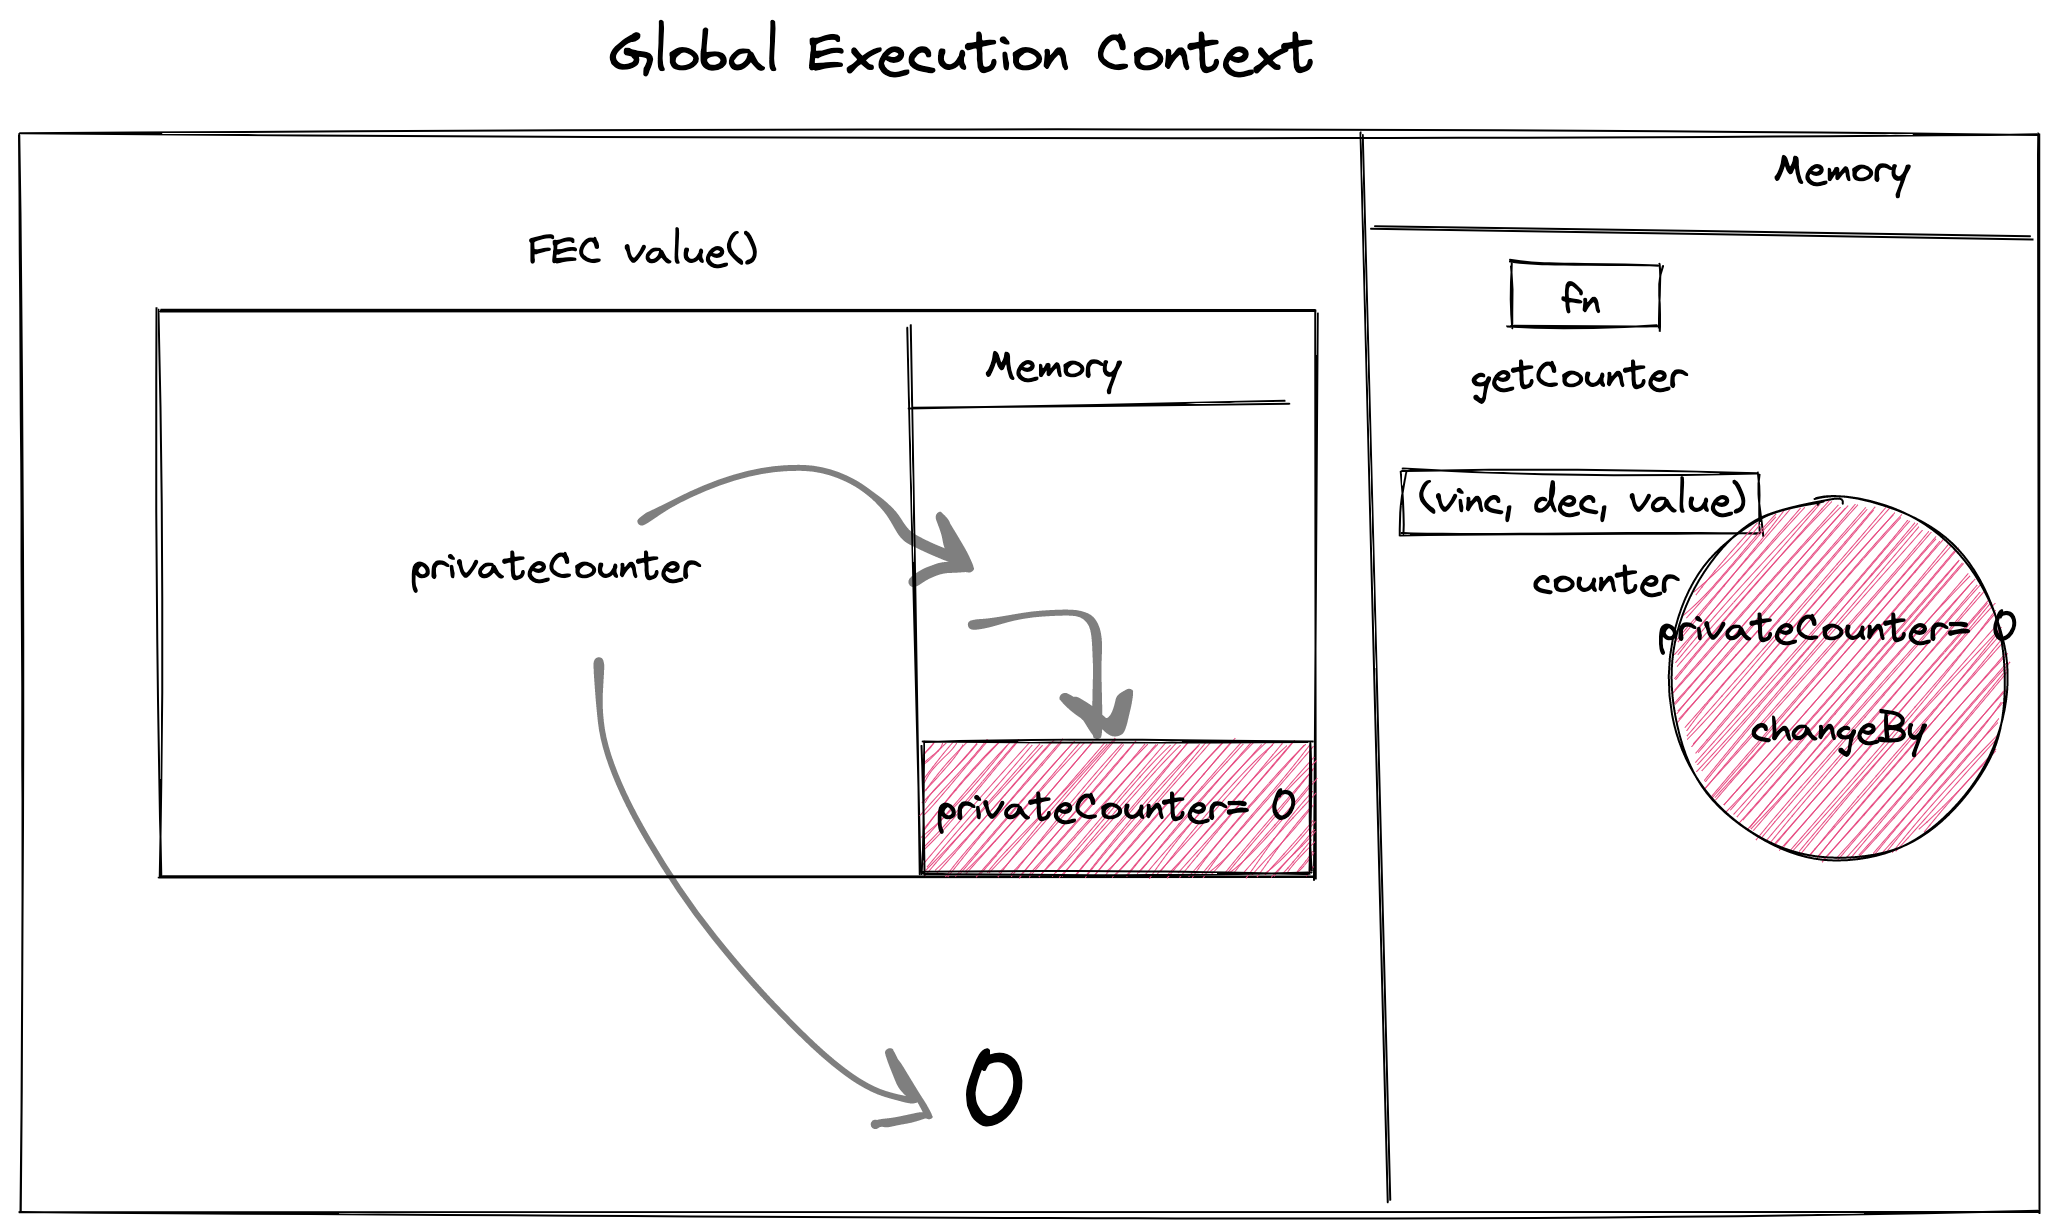 Global Execution Context
Memory
FEC value()
fn
Memory
getCounter
(vinc, dec, value)
privateCounter
counter
privateCounter= 0
changeBy
privateCounter= 0
0